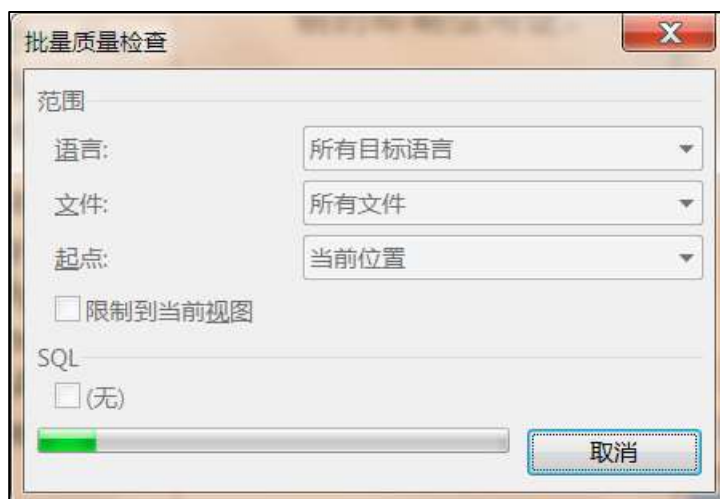 批量质量检查
范围
语言:
所有目标语言
文件:
所有文件
起点:
当前位置
限制到当前视图
SQL
(无)
取消